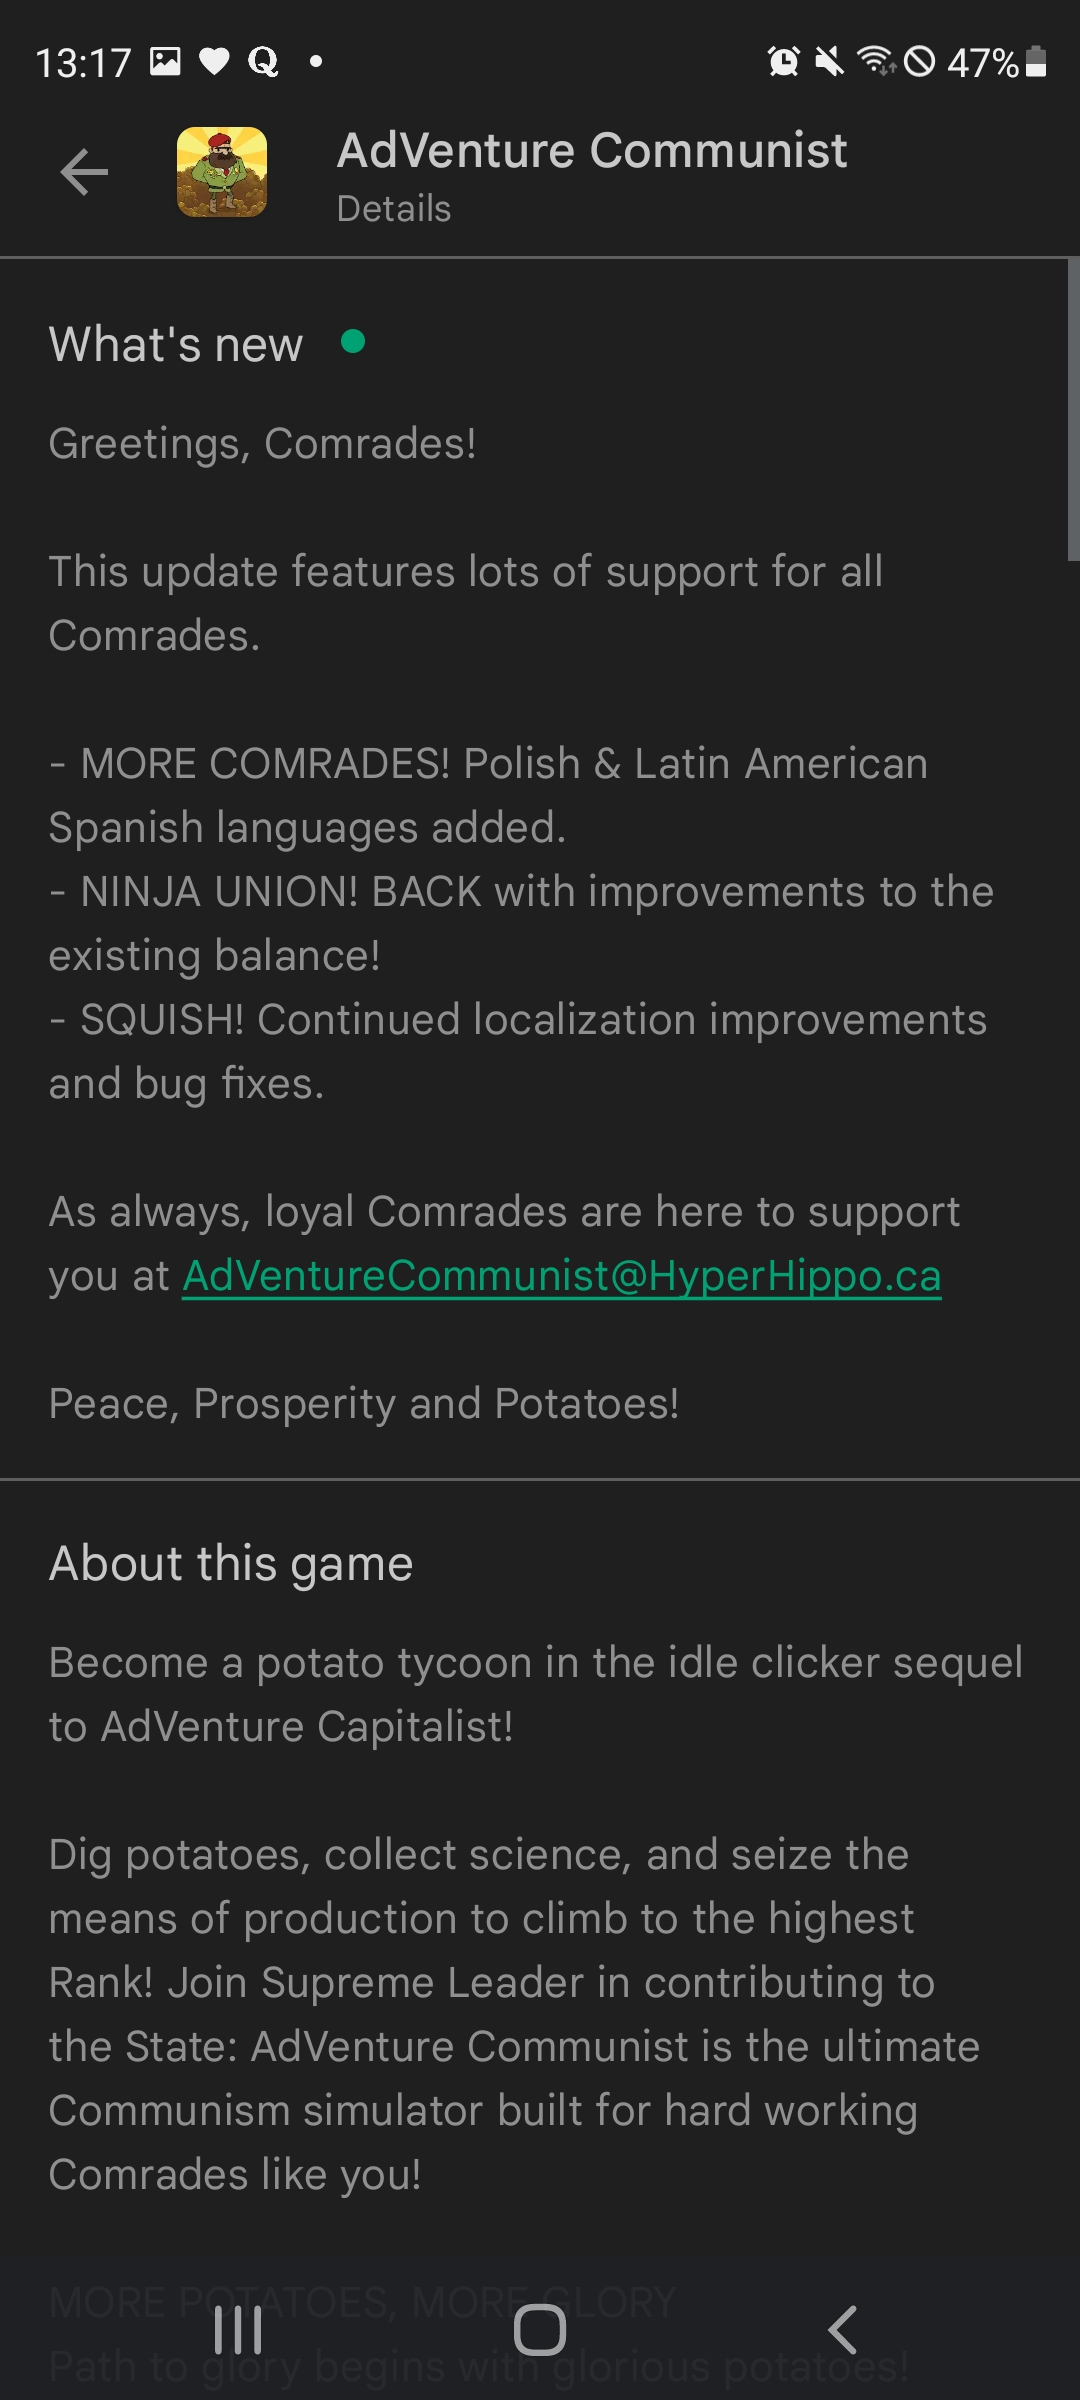 13:17
47%
AdVenture Communist
Details
What's new
Greetings, Comrades!
This update features lots of support for all
Comrades.
- MORE COMRADES! Polish & Latin American
Spanish languages added.
- NINJA UNION! BACK with improvements to the
existing balance!
- SQUISH! Continued localization improvements
and bug fixes.
As always, loyal Comrades are here to support
you at AdVentureCommunist@HyperHippo.ca
Peace, Prosperity and Potatoes!
About this game
Become a potato tycoon in the idle clicker sequel
to AdVenture Capitalist!
Dig potatoes, collect science, and seize the
means of production to climb to the highest
Rank! Join Supreme Leader in contributing to
the State: AdVenture Communist is the ultimate
Communism simulator built for hard working
Comrades like you!
MORE POTATOES, MORE GLORY
Path to glory begins with glorious potatoes!